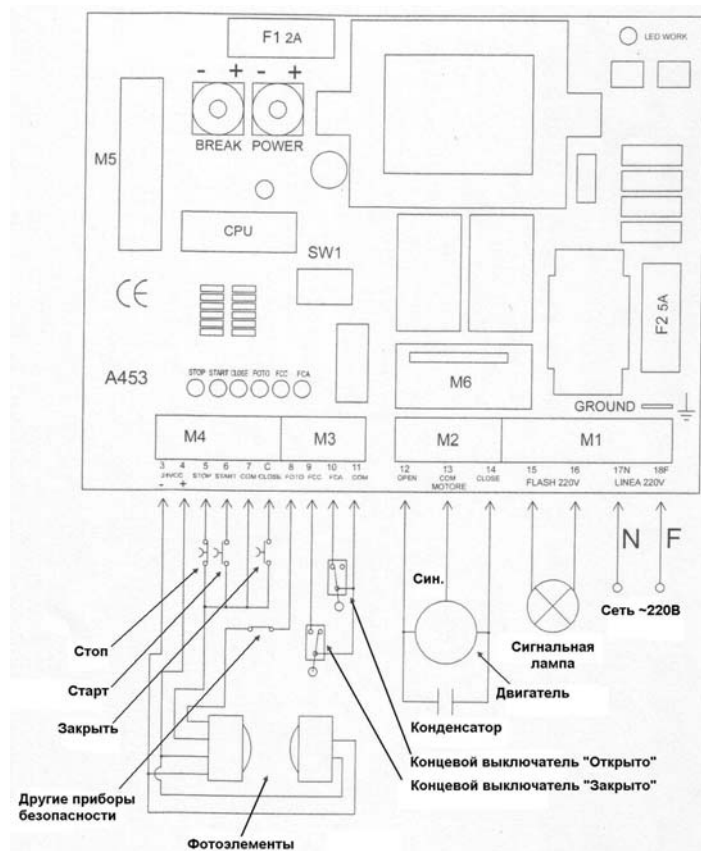 F1 2A
LED WORK
- + - +
BREAK POWER
M5
CPU
SW1
CE
F2 5A
A453
STOP START CLOSE FOTO FCC FCA
M6
GROUND
M4 M3 M2 M1
3 4 5 6 7 C 8 9 10 11 12 13 14 15 16 17N 18F
24VCC STOP START COM CLOSE FOTO FCC FCA COM OPEN COM CLOSE FLASH 220V LINEA 220V
- + MOTORE
N F
Син.
Сеть ~220В
Стоп
Сигнальная
лампа
Старт
Двигатель
Закрыть
Конденсатор
Концевой выключатель "Открыто"
Концевой выключатель "Закрыто"
Другие приборы
безопасности
Фотоэлементы